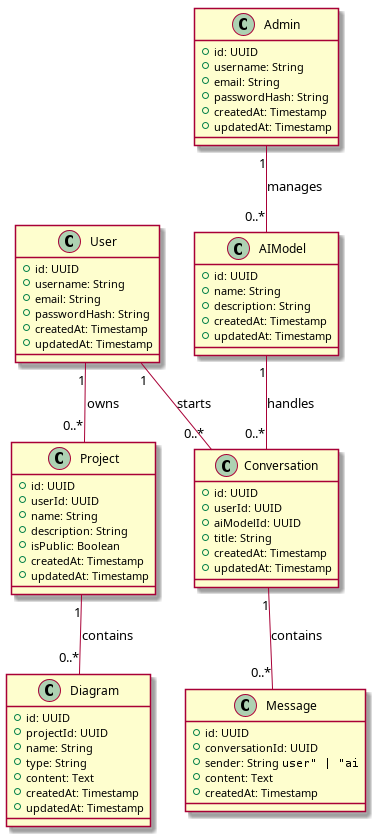 C Admin
id: UUID
username: String
email: String
passwordHash: String
createdAt: Timestamp
updatedAt: Timestamp
1
manages
0..*
C User
id: UUID
username: String
email: String
passwordHash: String
createdAt: Timestamp
updatedAt: Timestamp
C AIModel
id: UUID
name: String
description: String
createdAt: Timestamp
updatedAt: Timestamp
1
owns
0..*
1
starts
0..*
1
handles
0..*
C Project
id: UUID
userId: UUID
name: String
description: String
isPublic: Boolean
createdAt: Timestamp
updatedAt: Timestamp
C Conversation
id: UUID
userId: UUID
aiModelId: UUID
title: String
createdAt: Timestamp
updatedAt: Timestamp
1
contains
0..*
1
contains
0..*
C Diagram
id: UUID
projectId: UUID
name: String
type: String
content: Text
createdAt: Timestamp
updatedAt: Timestamp
C Message
id: UUID
conversationId: UUID
sender: String user" | "ai
content: Text
createdAt: Timestamp